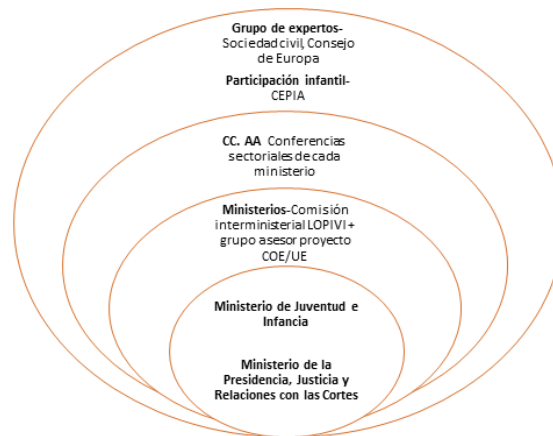 Grupo de expertos-
Sociedad civil, Consejo
de Europa
Participación infantil-
CEPIA
CC. AA Conferencias
sectoriales de cada
ministerio
Ministerios-Comisión
interministerial LOPIVI +
grupo asesor proyecto
COE/UE
Ministerio de Juventud e
Infancia
Ministerio de la
Presidencia, Justicia y
Relaciones con las Cortes